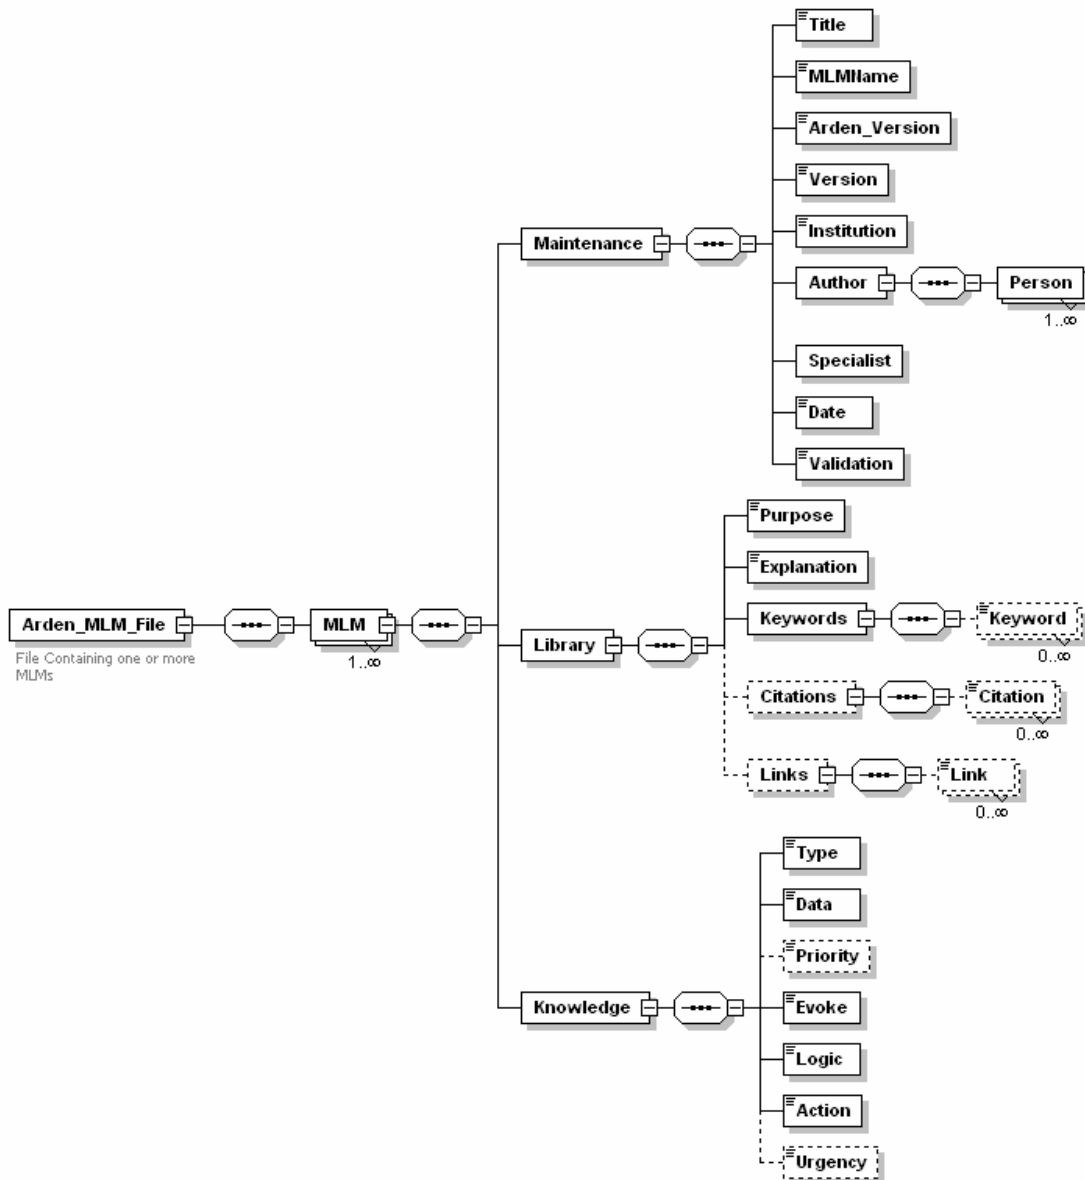 Title
MLMName
Arden_Version
Version
Institution
Maintenance
Author
Person
1..∞
Specialist
Date
Validation
Purpose
Explanation
Keywords
Keyword
0..∞
Arden_MLM_File
File Containing one or more
MLMs
MLM
1..∞
Library
Citations
Citation
0..∞
Links
Link
0..∞
Type
Data
Priority
Knowledge
Evoke
Logic
Action
Urgency